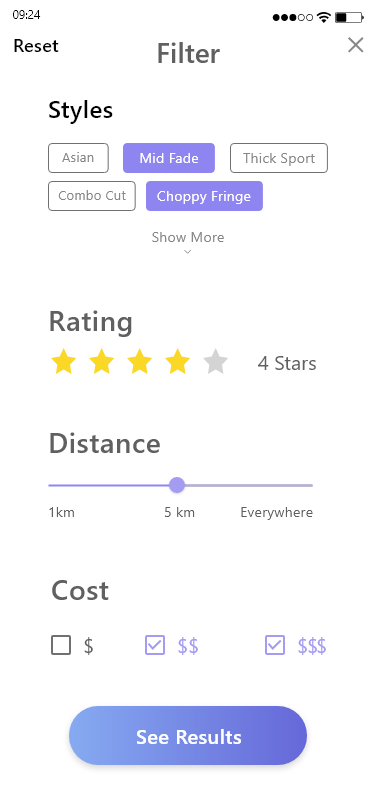 09:24
Reset
Filter
Styles
Asian
Mid Fade
Thick Sport
Combo Cut
Choppy Fringe
Show More
Rating
4 Stars
Distance
1km
5 km
Everywhere
Cost
$
$$
$$$
See Results